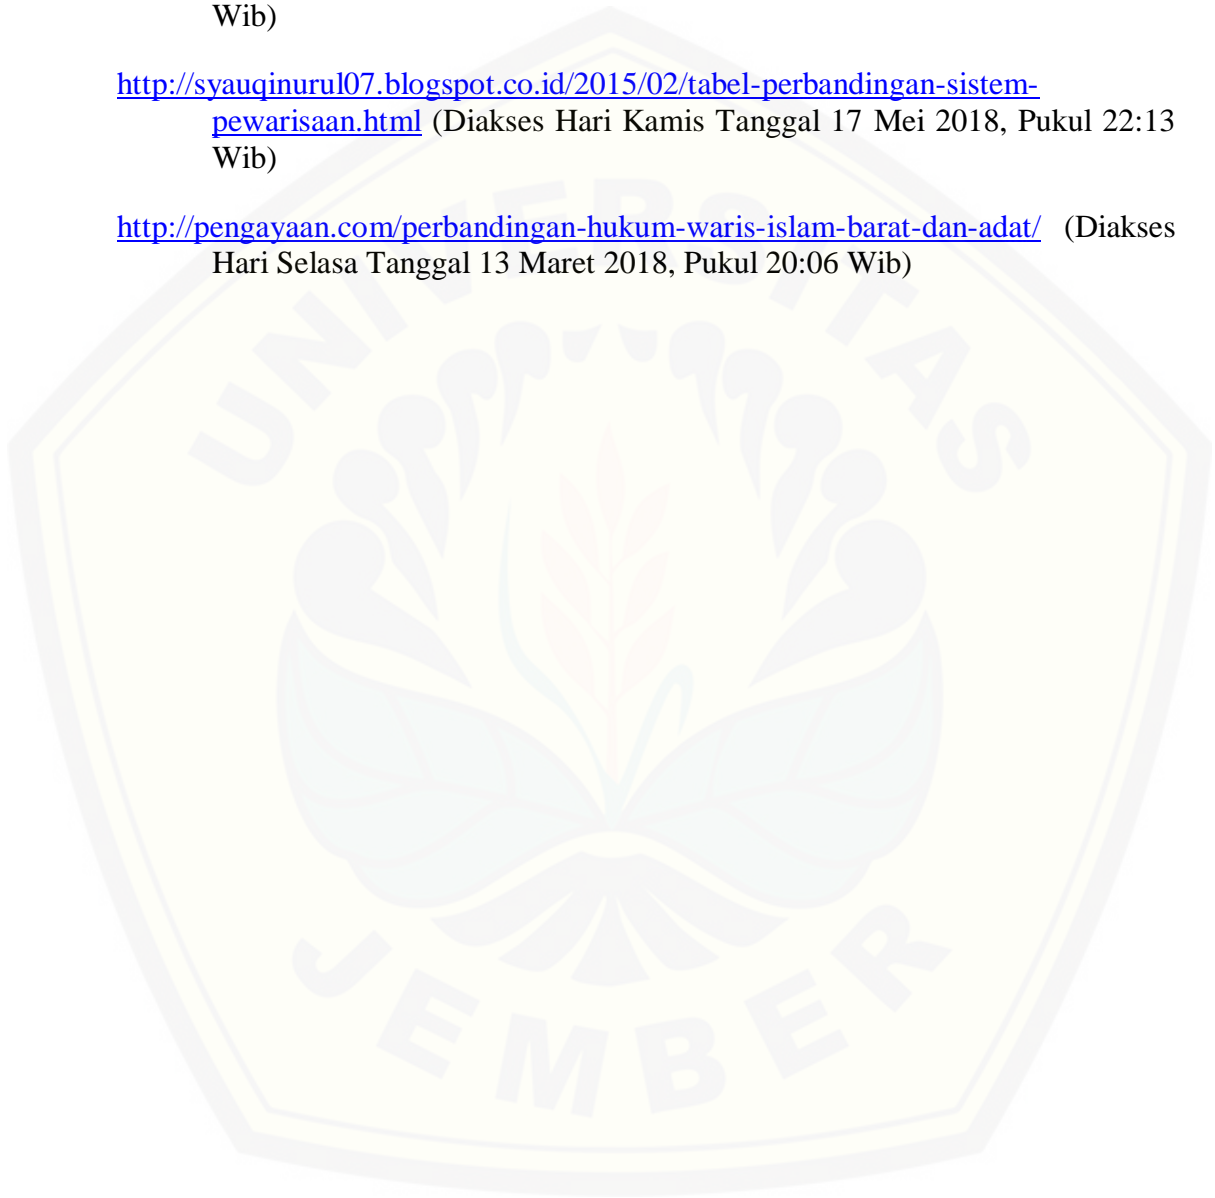 Wib)
http://syauqinurul07.blogspot.co.id/2015/02/tabel-perbandingan-sistem-
pewarisaan.html (Diakses Hari Kamis Tanggal 17 Mei 2018, Pukul 22:13
Wib)
http://pengayaan.com/perbandingan-hukum-waris-islam-barat-dan-adat/ (Diakses
Hari Selasa Tanggal 13 Maret 2018, Pukul 20:06 Wib)
UNIVERSITAS
JEMBER